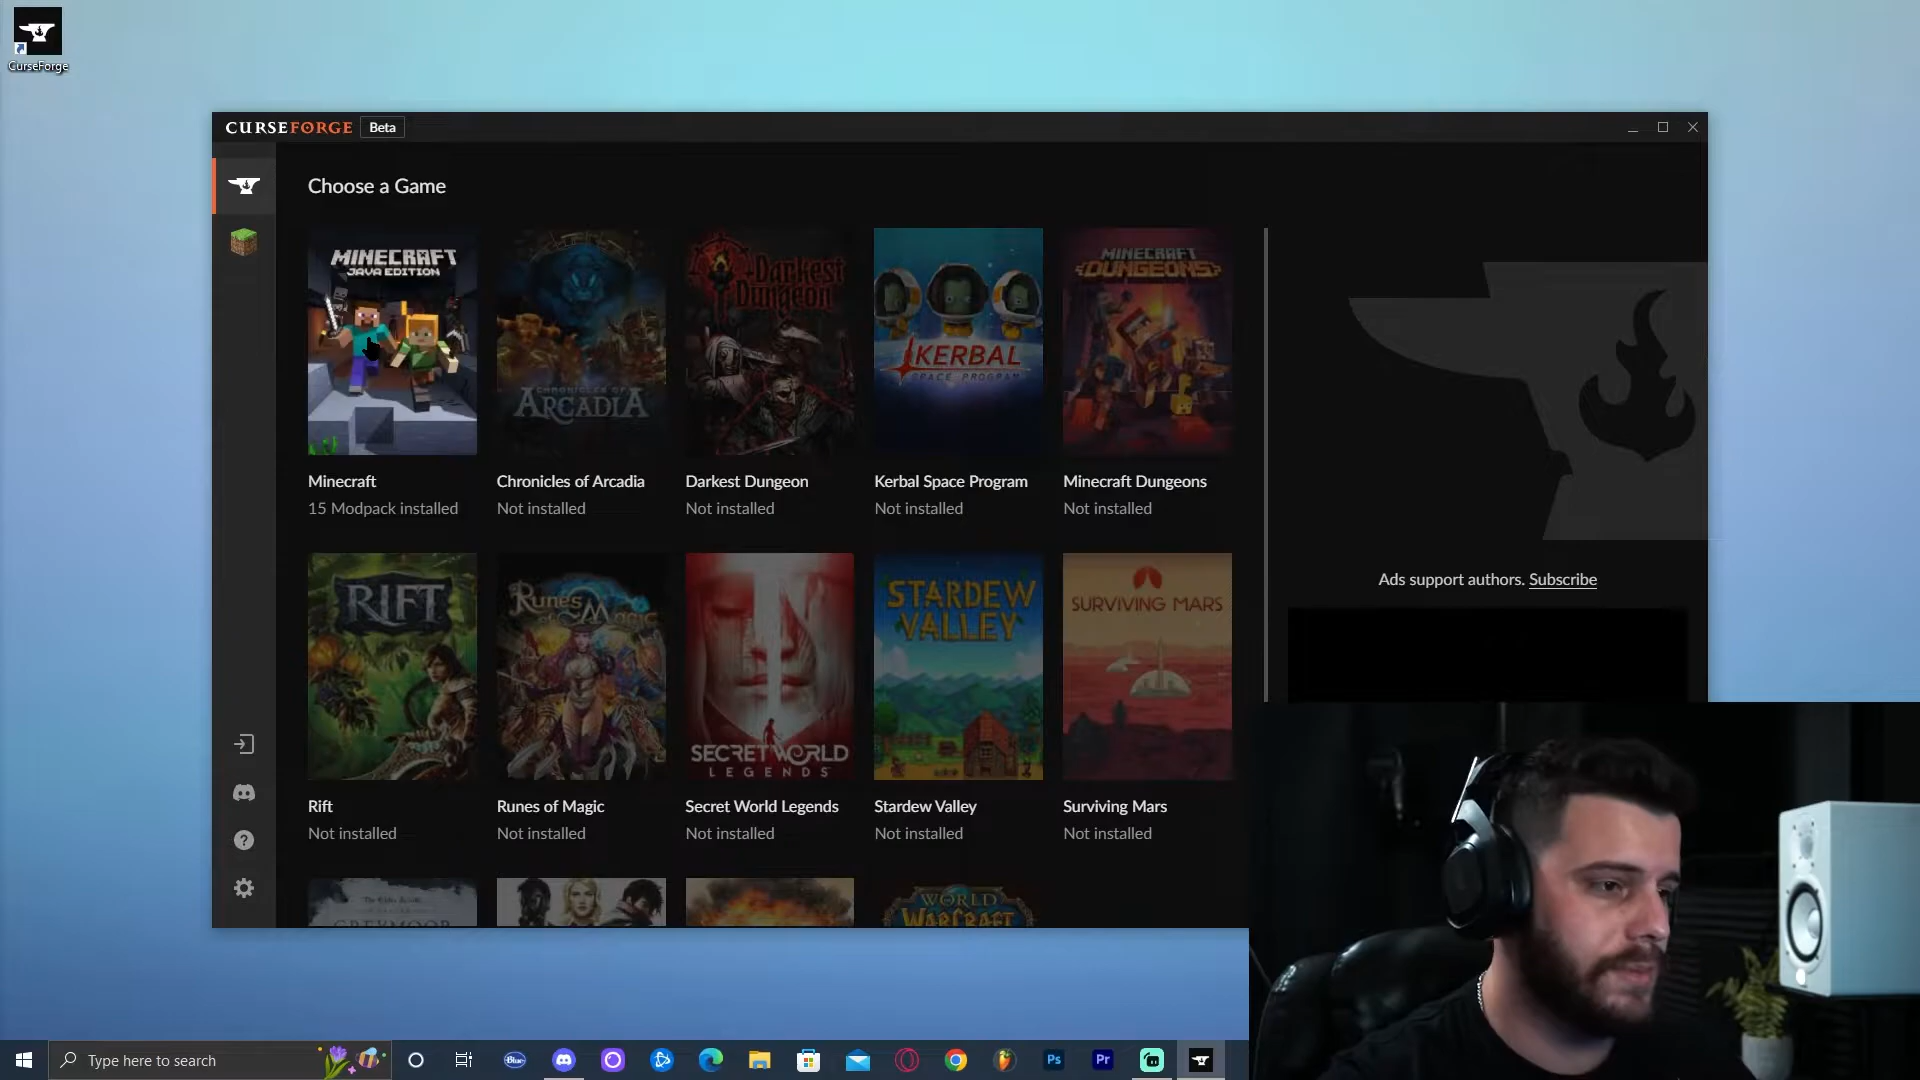 CurseForge
CURSEFORGE Beta
Choose a Game
MINECRAFT
JAVA EDITION
CHRONICLES OF
ARCADIA
Darkest
Dungeon
KERBAL
SPACE PROGRAM
MINECRAFT
DUNGEONS
Minecraft
15 Modpack installed
Chronicles of Arcadia
Not installed
Darkest Dungeon
Not installed
Kerbal Space Program
Not installed
Minecraft Dungeons
Not installed
Ads support authors. Subscribe
RIFT
Runes
of Magic
SECRET WORLD
LEGENDS
STARDEW
VALLEY
SURVIVING MARS
Rift
Not installed
Runes of Magic
Not installed
Secret World Legends
Not installed
Stardew Valley
Not installed
Surviving Mars
Not installed
WORLD
WARCRAFT
Type here to search
Blue
Ps
Pr